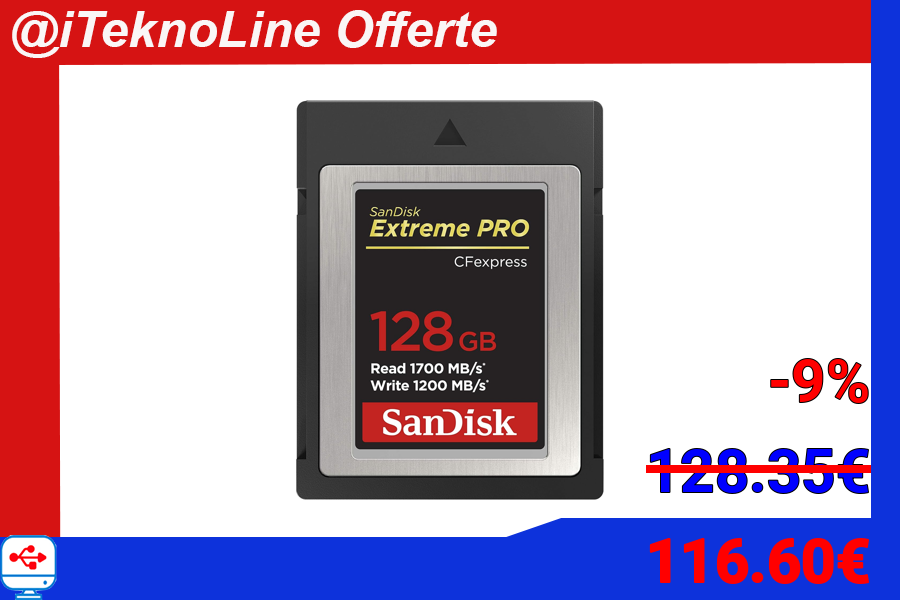 @iTeknoLine Offerte
SanDisk
Extreme PRO
CFexpress
128 GB
Read 1700 MB/s*
Write 1200 MB/s*
SanDisk
-9%
128.35€
116.60€